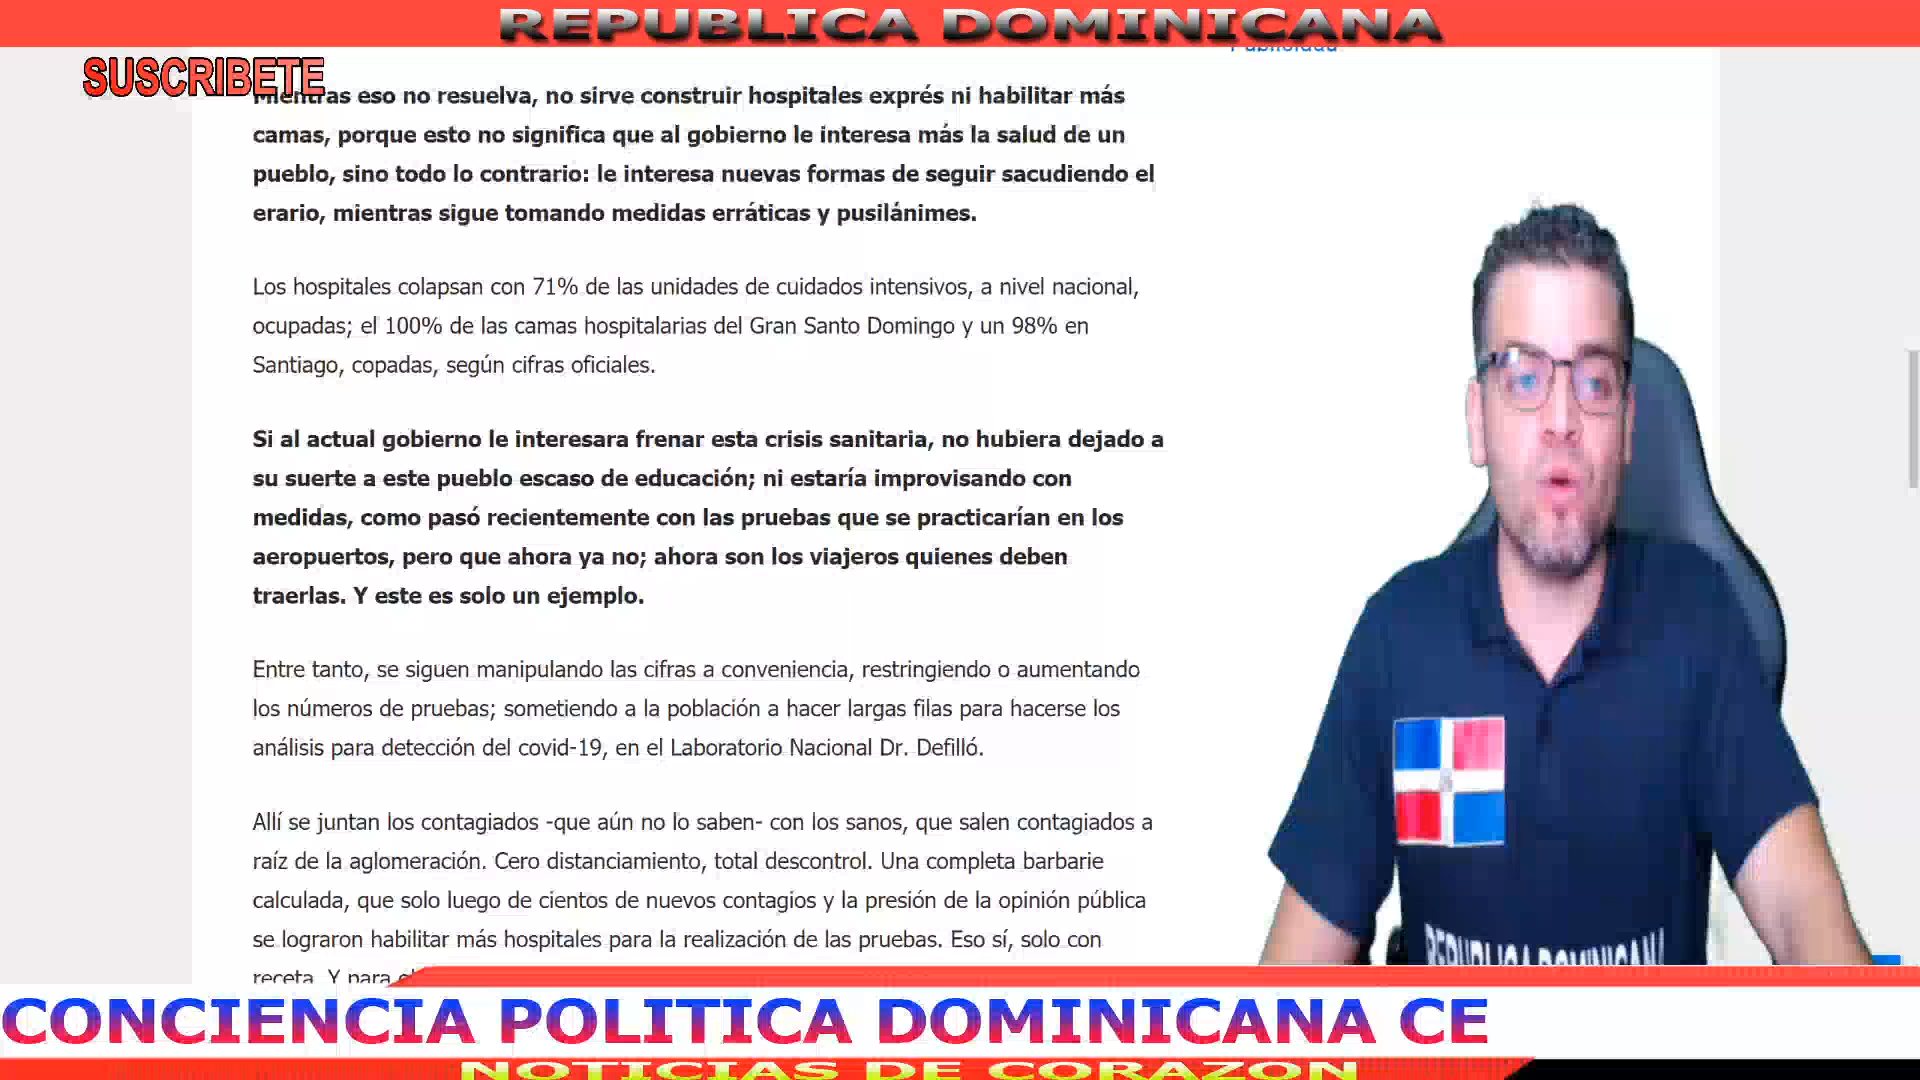 REPUBLICA DOMINICANA
Publicidad
SUSCRIBETE
Mientras eso no resuelva, no sirve construir hospitales exprés ni habilitar más
camas, porque esto no significa que al gobierno le interesa más la salud de un
pueblo, sino todo lo contrario: le interesa nuevas formas de seguir sacudiendo el
erario, mientras sigue tomando medidas erráticas y pusilánimes.
Los hospitales colapsan con 71% de las unidades de cuidados intensivos, a nivel nacional,
ocupadas; el 100% de las camas hospitalarias del Gran Santo Domingo y un 98% en
Santiago, copadas, según cifras oficiales.
Si al actual gobierno le interesara frenar esta crisis sanitaria, no hubiera dejado a
su suerte a este pueblo escaso de educación; ni estaría improvisando con
medidas, como pasó recientemente con las pruebas que se practicarían en los
aeropuertos, pero que ahora ya no; ahora son los viajeros quienes deben
traerlas. Y este es solo un ejemplo.
Entre tanto, se siguen manipulando las cifras a conveniencia, restringiendo o aumentando
los números de pruebas; sometiendo a la población a hacer largas filas para hacerse los
análisis para detección del covid-19, en el Laboratorio Nacional Dr. Defilló.
Allí se juntan los contagiados -que aún no lo saben- con los sanos, que salen contagiados a
raíz de la aglomeración. Cero distanciamiento, total descontrol. Una completa barbarie
calculada, que solo luego de cientos de nuevos contagios y la presión de la opinión pública
se lograron habilitar más hospitales para la realización de las pruebas. Eso sí, solo con
receta. Y para
REPUBLICA DOMINICANA
CONCIENCIA POLITICA DOMINICANA CE
NOTICIAS DE CORAZON